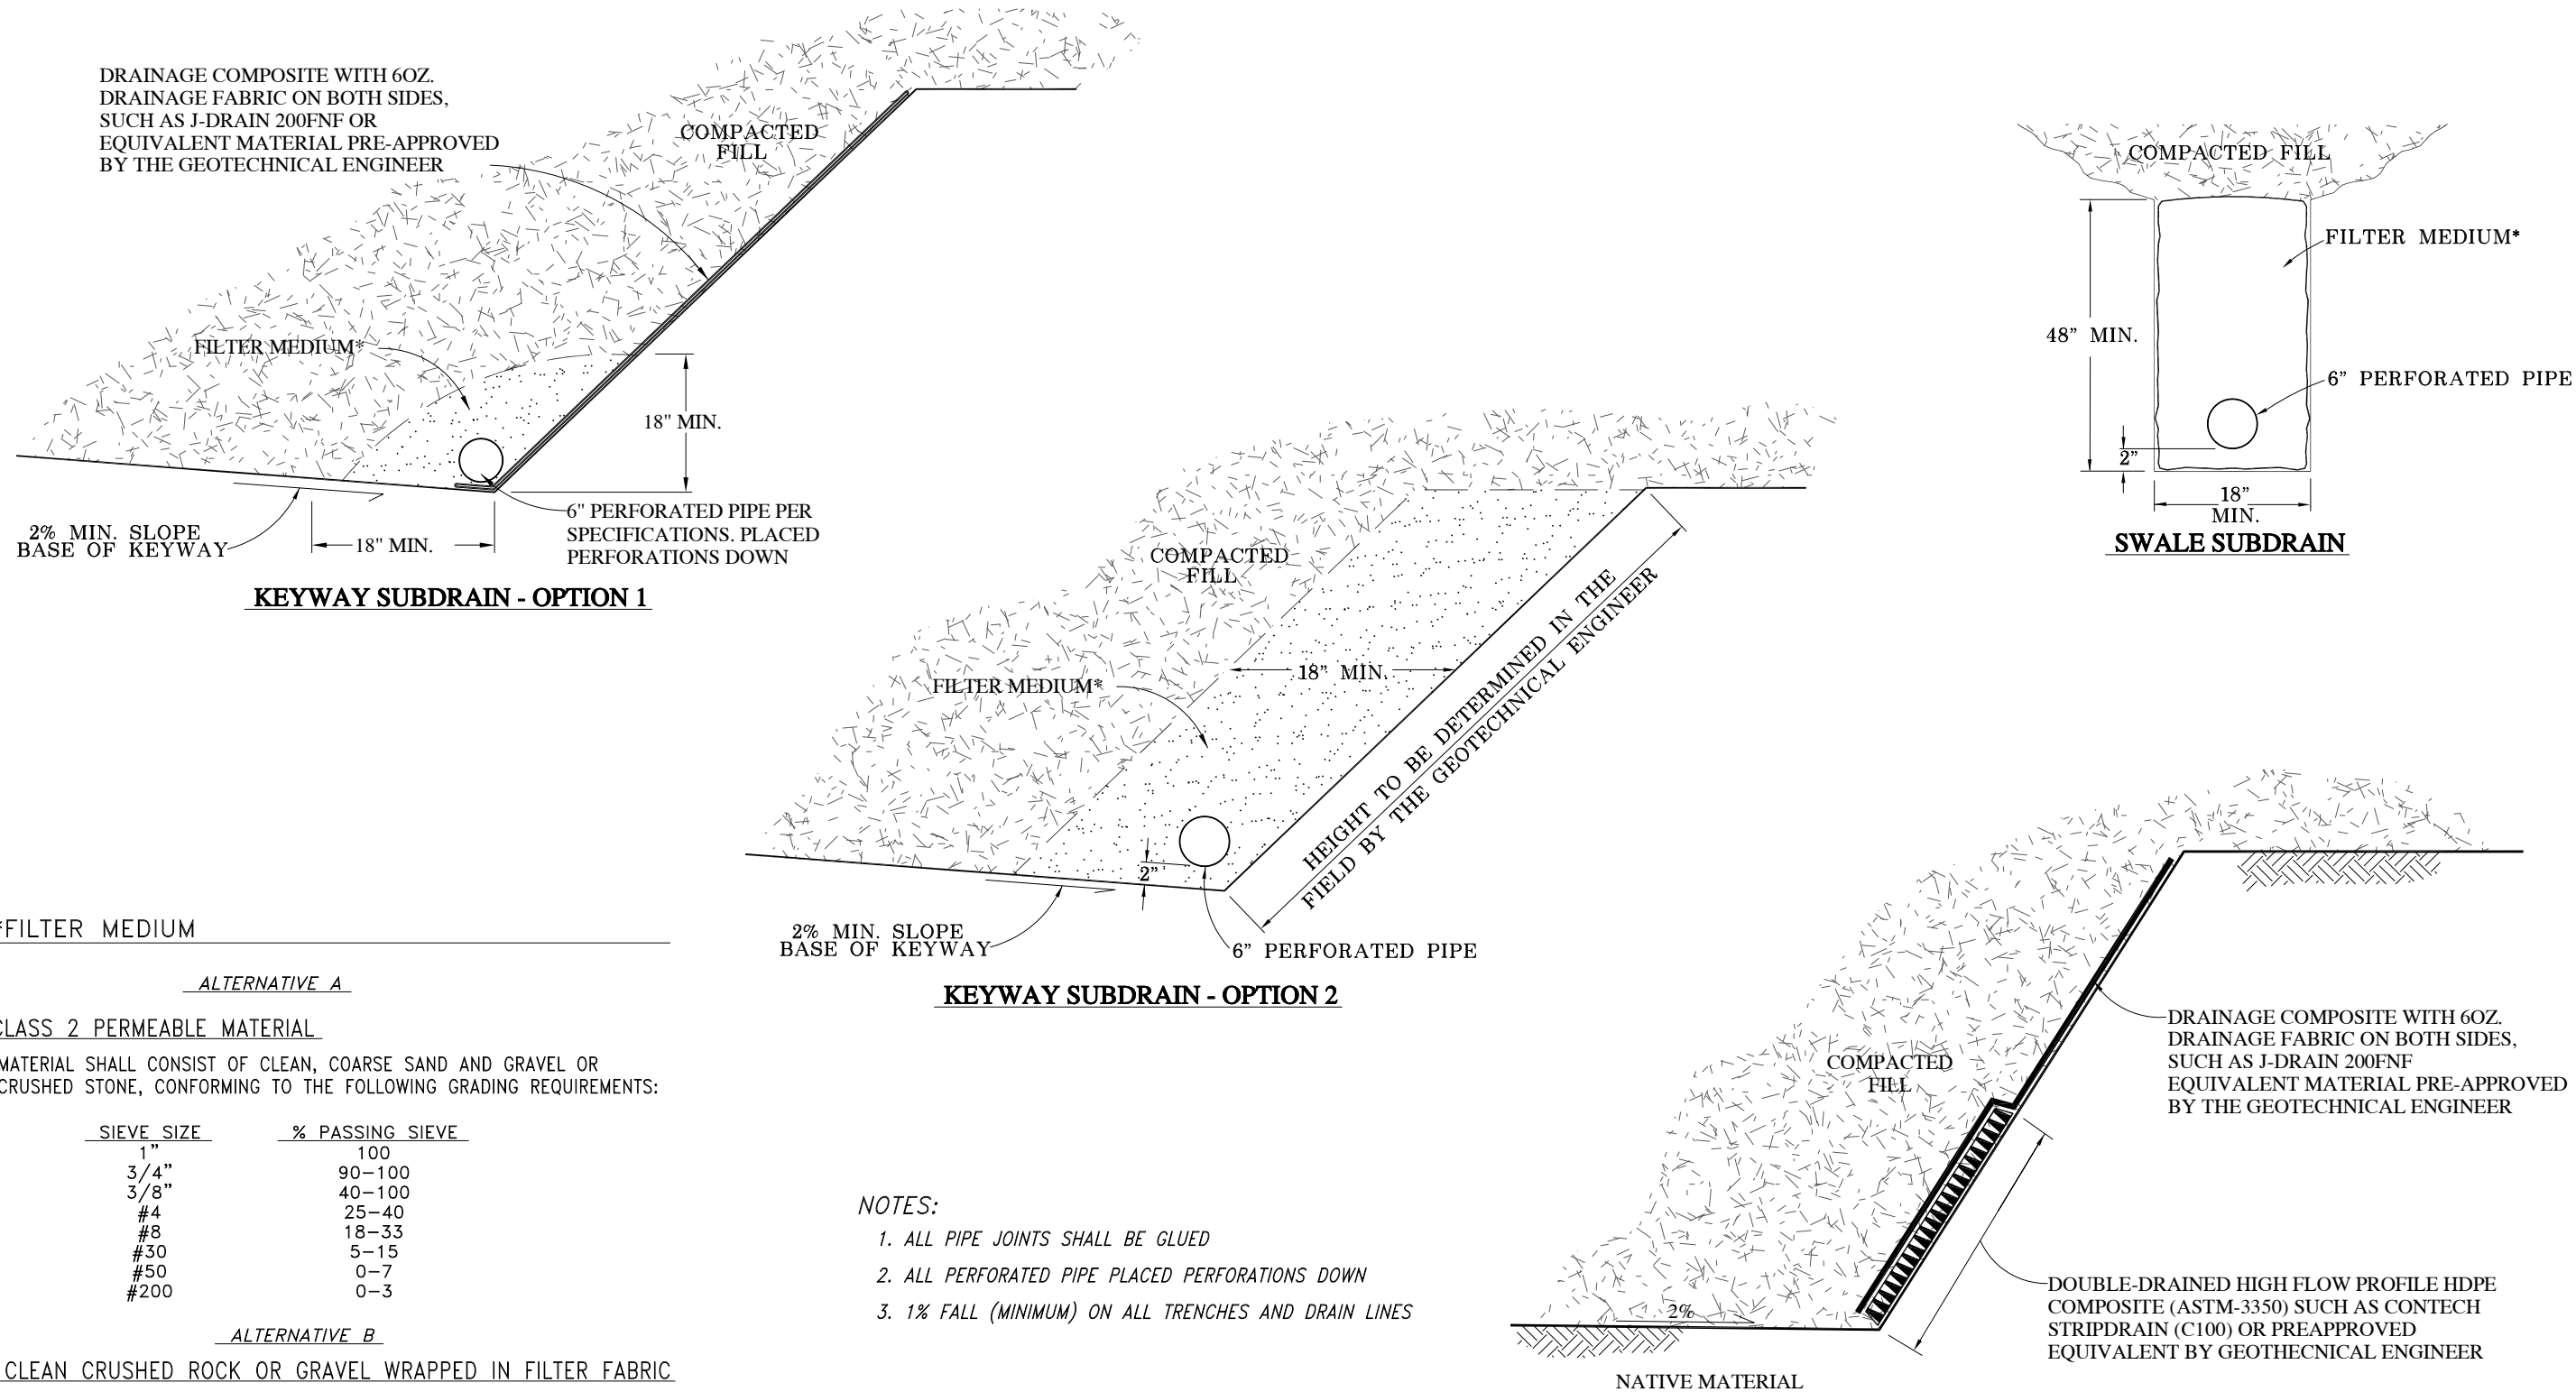 DRAINAGE COMPOSITE WITH 6OZ.
DRAINAGE FABRIC ON BOTH SIDES,
SUCH AS J-DRAIN 200FNF OR
EQUIVALENT MATERIAL PRE-APPROVED
BY THE GEOTECHNICAL ENGINEER
COMPACTED
FILL
FILTER MEDIUM*
18" MIN.
2% MIN. SLOPE
BASE OF KEYWAY
18" MIN.
6" PERFORATED PIPE PER
SPECIFICATIONS. PLACED
PERFORATIONS DOWN
KEYWAY SUBDRAIN - OPTION 1
COMPACTED FILL
FILTER MEDIUM*
48" MIN.
6" PERFORATED PIPE
2"
18"
MIN.
SWALE SUBDRAIN
COMPACTED
FILL
18" MIN.
FILTER MEDIUM*
HEIGHT TO BE DETERMINED IN THE
FIELD BY THE GEOTECHNICAL ENGINEER
2"
2% MIN. SLOPE
BASE OF KEYWAY
6" PERFORATED PIPE
KEYWAY SUBDRAIN - OPTION 2
*FILTER MEDIUM
ALTERNATIVE A
CLASS 2 PERMEABLE MATERIAL
MATERIAL SHALL CONSIST OF CLEAN, COARSE SAND AND GRAVEL OR
CRUSHED STONE, CONFORMING TO THE FOLLOWING GRADING REQUIREMENTS:
SIEVE SIZE % PASSING SIEVE
1" 100
3/4" 90-100
3/8" 40-100
#4 25-40
#8 18-33
#30 5-15
#50 0-7
#200 0-3
ALTERNATIVE B
CLEAN CRUSHED ROCK OR GRAVEL WRAPPED IN FILTER FABRIC
NOTES:
1. ALL PIPE JOINTS SHALL BE GLUED
2. ALL PERFORATED PIPE PLACED PERFORATIONS DOWN
3. 1% FALL (MINIMUM) ON ALL TRENCHES AND DRAIN LINES
COMPACTED
FILL
DRAINAGE COMPOSITE WITH 6OZ.
DRAINAGE FABRIC ON BOTH SIDES,
SUCH AS J-DRAIN 200FNF
EQUIVALENT MATERIAL PRE-APPROVED
BY THE GEOTECHNICAL ENGINEER
2%
DOUBLE-DRAINED HIGH FLOW PROFILE HDPE
COMPOSITE (ASTM-3350) SUCH AS CONTECH
STRIPDRAIN (C100) OR PREAPPROVED
EQUIVALENT BY GEOTHECNICAL ENGINEER
NATIVE MATERIAL